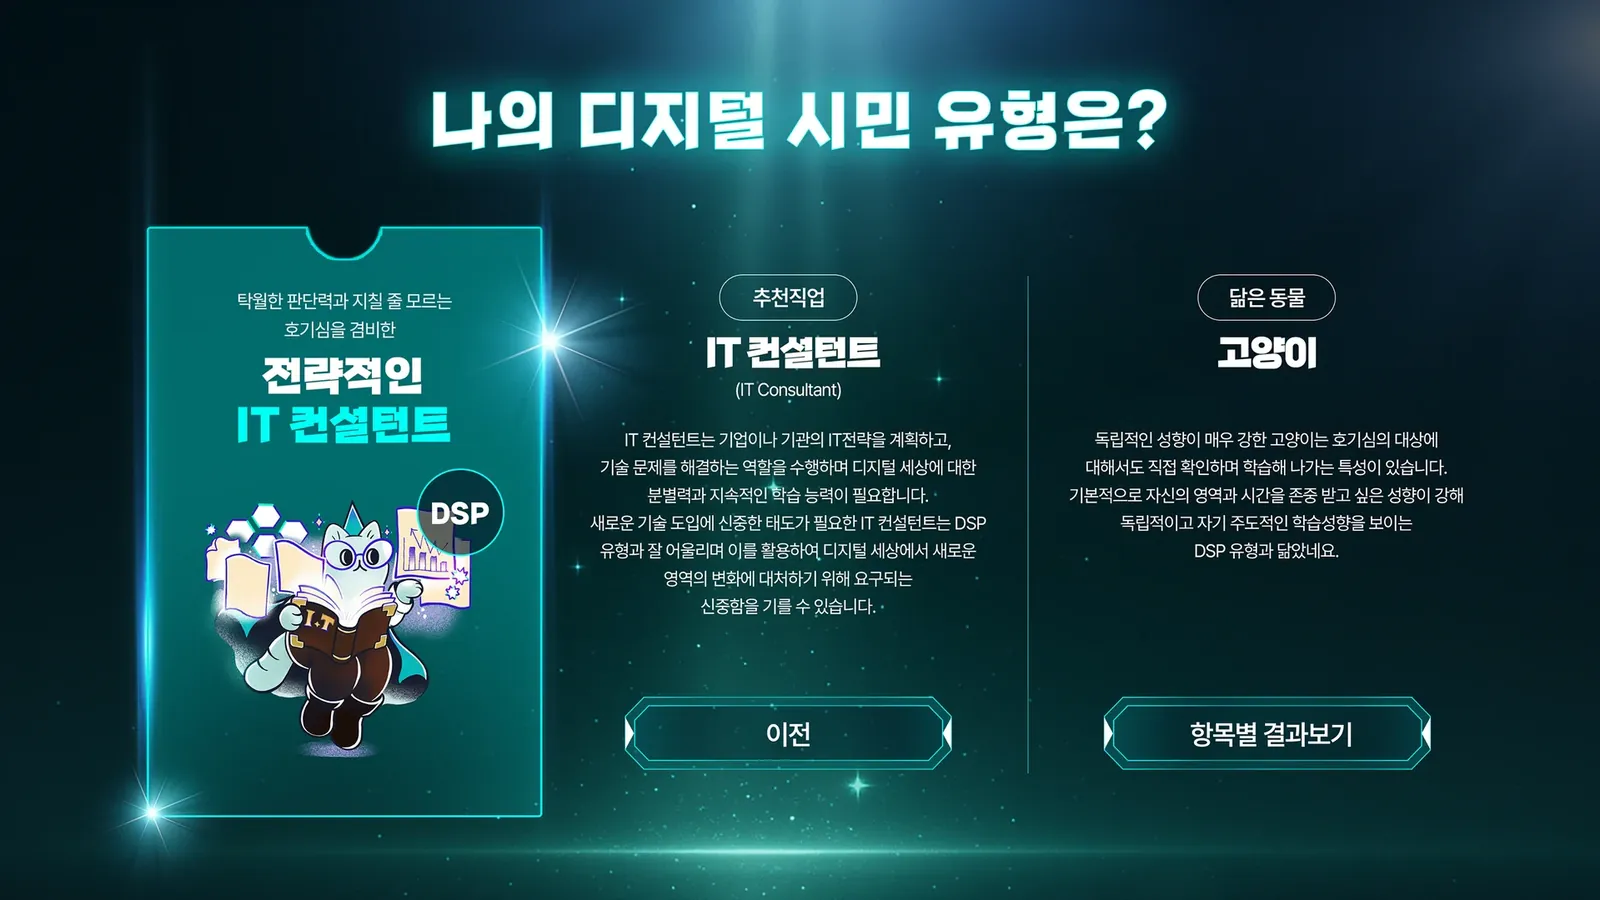 나의 디지털 시민 유형은?
탁월한 판단력과 지칠 줄 모르는
호기심을 겸비한
전략적인
IT 컨설턴트
DSP
I.T
추천직업
IT 컨설턴트
(IT Consultant)
IT 컨설턴트는 기업이나 기관의 IT전략을 계획하고,
기술 문제를 해결하는 역할을 수행하며 디지털 세상에 대한
분별력과 지속적인 학습 능력이 필요합니다.
새로운 기술 도입에 신중한 태도가 필요한 IT 컨설턴트는 DSP
유형과 잘 어울리며 이를 활용하여 디지털 세상에서 새로운
영역의 변화에 대처하기 위해 요구되는
신중함을 기를 수 있습니다.
이전
닮은 동물
고양이
독립적인 성향이 매우 강한 고양이는 호기심의 대상에
대해서도 직접 확인하며 학습해 나가는 특성이 있습니다.
기본적으로 자신의 영역과 시간을 존중 받고 싶은 성향이 강해
독립적이고 자기 주도적인 학습성향을 보이는
DSP 유형과 닮았네요.
항목별 결과보기